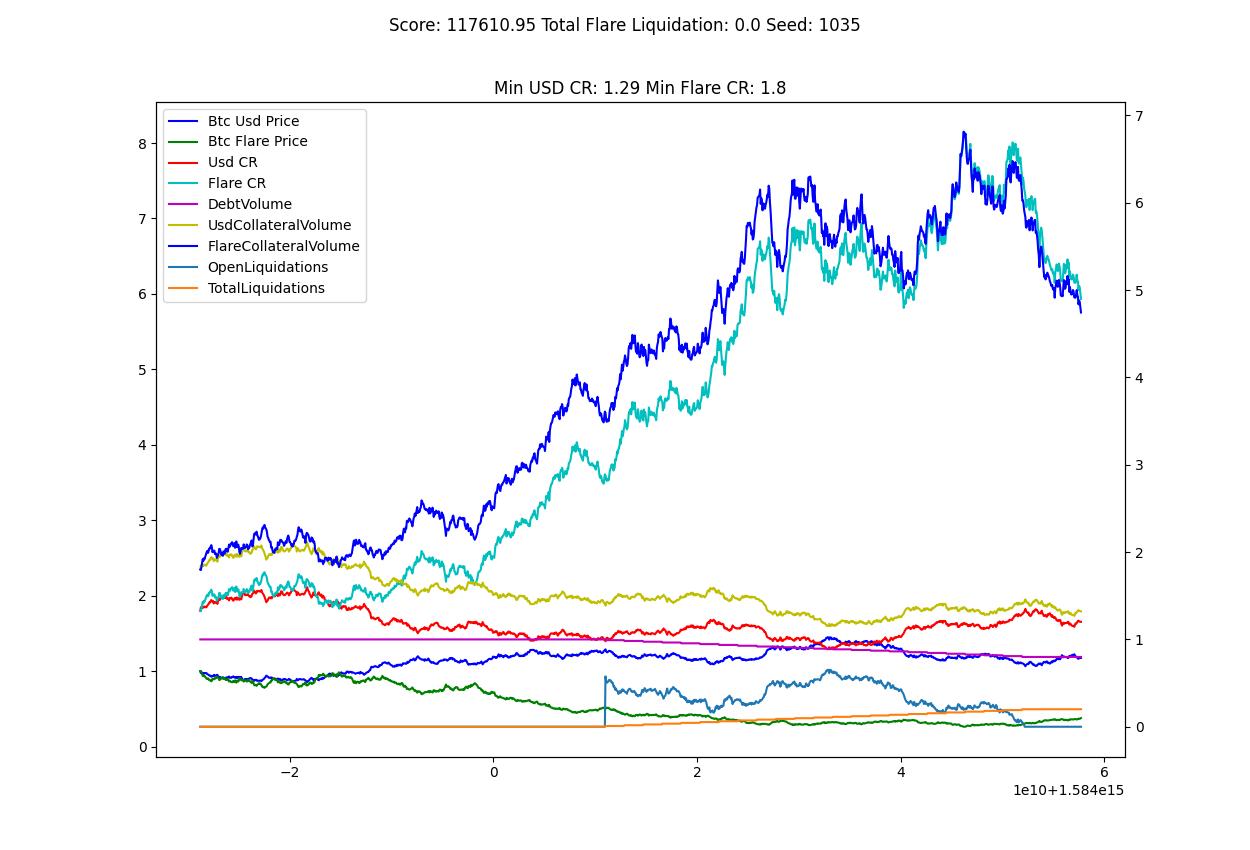 Score: 117610.95 Total Flare Liquidation: 0.0 Seed: 1035
Min USD CR: 1.29 Min Flare CR: 1.8
Btc Usd Price
Btc Flare Price
Usd CR
Flare CR
DebtVolume
UsdCollateralVolume
FlareCollateralVolume
OpenLiquidations
TotalLiquidations
8
7
6
5
4
3
2
1
0
7
6
5
4
3
2
1
0
−2
0
2
4
6
1e10+1.584e15